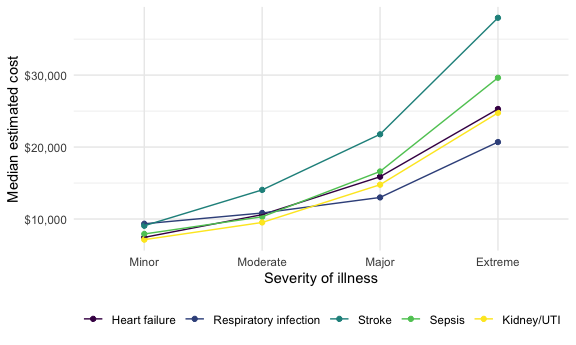 Median estimated cost
$30,000
$20,000
$10,000
Minor Moderate Major Extreme
Severity of illness
Heart failure Respiratory infection Stroke Sepsis Kidney/UTI